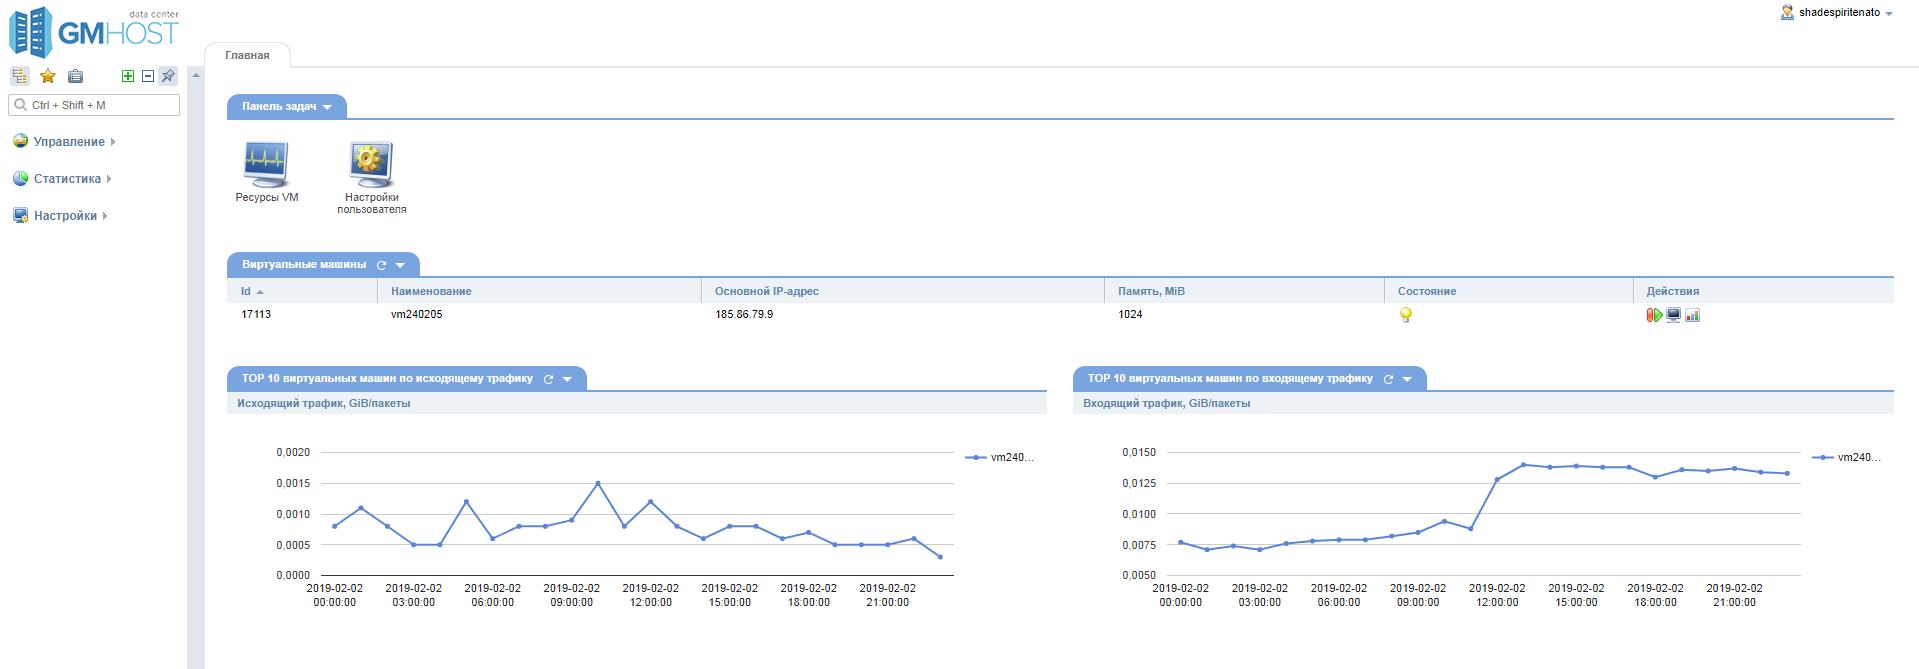 data center
GMHOST
shadespiritenato
Главная
Ctrl + Shift + M
Управление
Статистика
Настройки
Панель задач
Ресурсы VM
Настройки
пользователя
Виртуальные машины
Id Наименование Основной IP-адрес Память, MiB Состояние Действия
17113 vm240205 185.86.79.9 1024
TOP 10 виртуальных машин по исходящему трафику
Исходящий трафик, GiB/пакеты
0,0020
0,0015
0,0010
0,0005
0,0000
vm240...
2019-02-02 2019-02-02 2019-02-02 2019-02-02 2019-02-02 2019-02-02 2019-02-02 2019-02-02
00:00:00 03:00:00 06:00:00 09:00:00 12:00:00 15:00:00 18:00:00 21:00:00
TOP 10 виртуальных машин по входящему трафику
Входящий трафик, GiB/пакеты
0,0150
0,0125
0,0100
0,0075
0,0050
vm240...
2019-02-02 2019-02-02 2019-02-02 2019-02-02 2019-02-02 2019-02-02 2019-02-02 2019-02-02
00:00:00 03:00:00 06:00:00 09:00:00 12:00:00 15:00:00 18:00:00 21:00:00